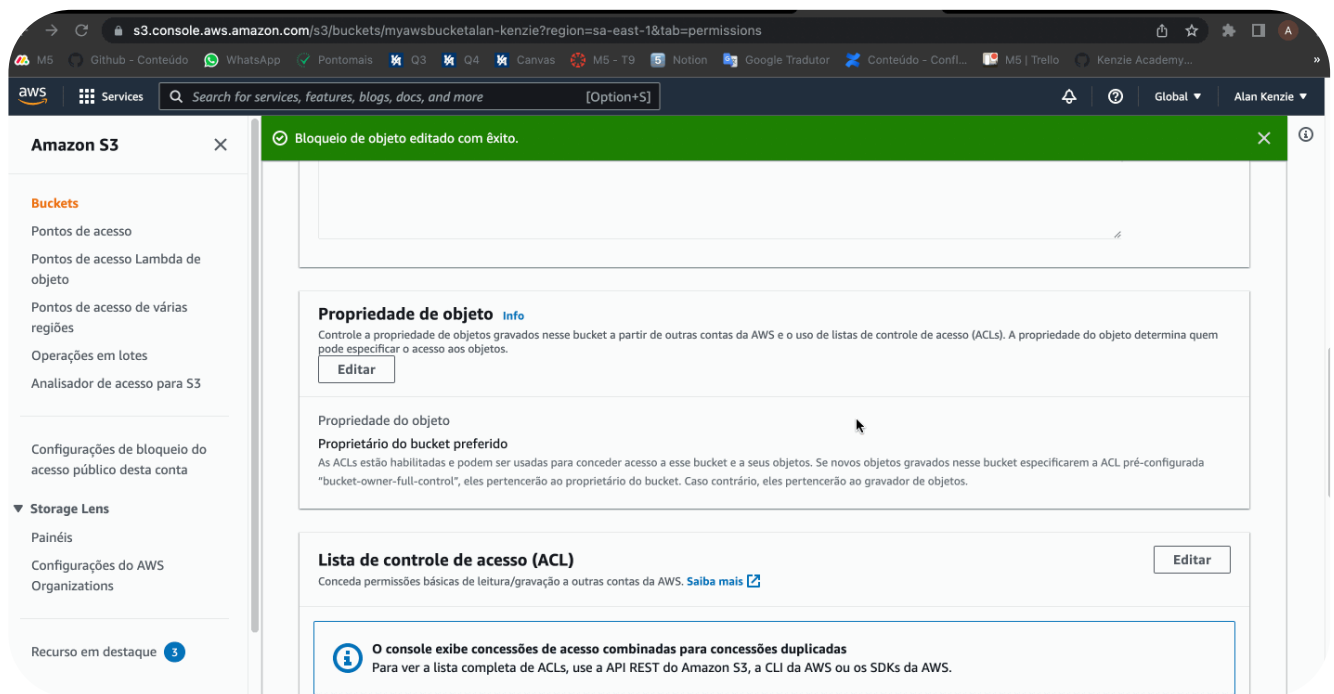 s3.console.aws.amazon.com/s3/buckets/myawsbucketalan-kenzie?region=sa-east-1&tab=permissions
A
M5 Github - Conteúdo WhatsApp Pontomais Q3 Q4 Canvas M5 - T9 Notion Google Tradutor Conteúdo - Confl... M5 | Trello Kenzie Academy... »
aws Services Search for services, features, blogs, docs, and more [Option+S] Global Alan Kenzie
Amazon S3
Bloqueio de objeto editado com êxito.
Buckets
Pontos de acesso
Pontos de acesso Lambda de
objeto
Pontos de acesso de várias
regiões
Operações em lotes
Analisador de acesso para S3
Configurações de bloqueio do
acesso público desta conta
Storage Lens
Painéis
Configurações do AWS
Organizations
Recurso em destaque 3
Propriedade de objeto Info
Controle a propriedade de objetos gravados nesse bucket a partir de outras contas da AWS e o uso de listas de controle de acesso (ACLs). A propriedade do objeto determina quem
pode especificar o acesso aos objetos.
Editar
Propriedade do objeto
Proprietário do bucket preferido
As ACLs estão habilitadas e podem ser usadas para conceder acesso a esse bucket e a seus objetos. Se novos objetos gravados nesse bucket especificarem a ACL pré-configurada
"bucket-owner-full-control", eles pertencerão ao proprietário do bucket. Caso contrário, eles pertencerão ao gravador de objetos.
Lista de controle de acesso (ACL)
Editar
Conceda permissões básicas de leitura/gravação a outras contas da AWS. Saiba mais
O console exibe concessões de acesso combinadas para concessões duplicadas
Para ver a lista completa de ACLs, use a API REST do Amazon S3, a CLI da AWS ou os SDKs da AWS.